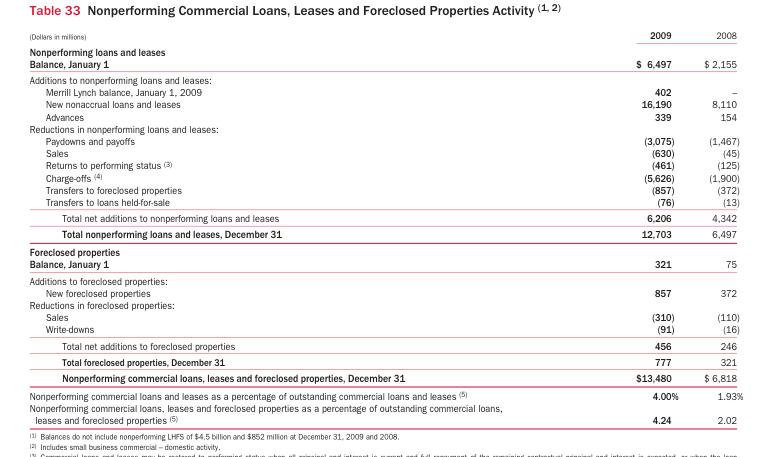 Table 33 Nonperforming Commercial Loans, Leases and Foreclosed Properties Activity (1, 2)
(Dollars in millions) 2009 2008
Nonperforming loans and leases
Balance, January 1 $ 6,497 $ 2,155
Additions to nonperforming loans and leases:
Merrill Lynch balance, January 1, 2009 402 –
New nonaccrual loans and leases 16,190 8,110
Advances 339 154
Reductions in nonperforming loans and leases:
Paydowns and payoffs (3,075) (1,467)
Sales (630) (45)
Returns to performing status (3) (461) (125)
Charge-offs (4) (5,626) (1,900)
Transfers to foreclosed properties (857) (372)
Transfers to loans held-for-sale (76) (13)
Total net additions to nonperforming loans and leases 6,206 4,342
Total nonperforming loans and leases, December 31 12,703 6,497
Foreclosed properties
Balance, January 1 321 75
Additions to foreclosed properties:
New foreclosed properties 857 372
Reductions in foreclosed properties:
Sales (310) (110)
Write-downs (91) (16)
Total net additions to foreclosed properties 456 246
Total foreclosed properties, December 31 777 321
Nonperforming commercial loans, leases and foreclosed properties, December 31 $13,480 $ 6,818
Nonperforming commercial loans and leases as a percentage of outstanding commercial loans and leases (5) 4.00% 1.93%
Nonperforming commercial loans, leases and foreclosed properties as a percentage of outstanding commercial loans,
leases and foreclosed properties (5) 4.24 2.02
(1) Balances do not include nonperforming LHFS of $4.5 billion and $852 million at December 31, 2009 and 2008.
(2) Includes small business commercial – domestic activity.